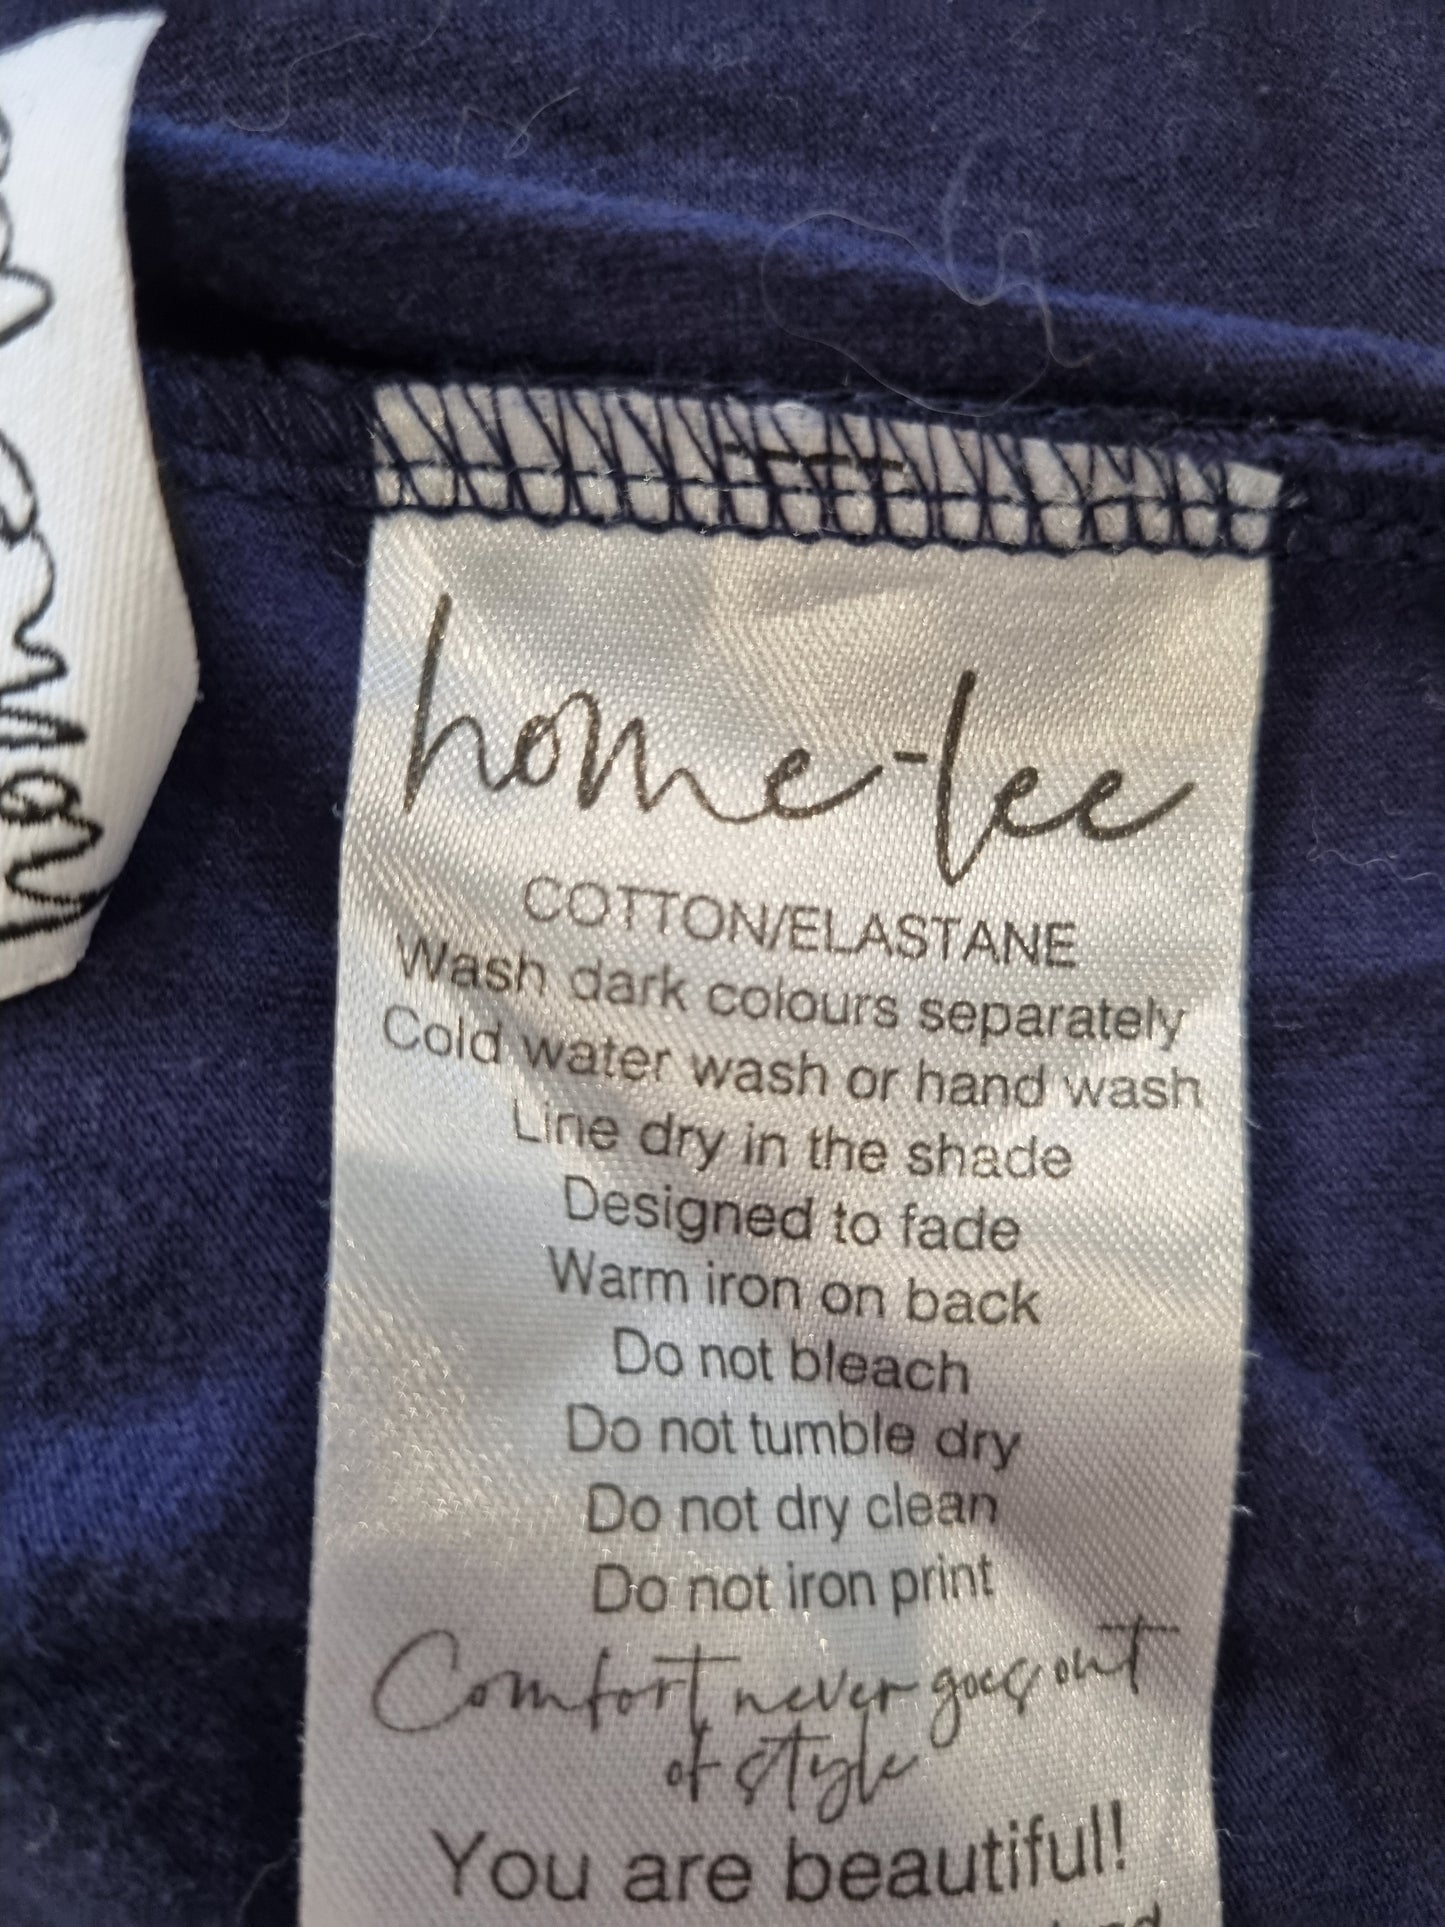 home-lee
COTTON/ELASTANE
Wash dark colours separately
Cold water wash or hand wash
Line dry in the shade
Designed to fade
Warm iron on back
Do not bleach
Do not tumble dry
Do not dry clean
Do not iron print
Comfort never goes out
of style
You are beautiful!